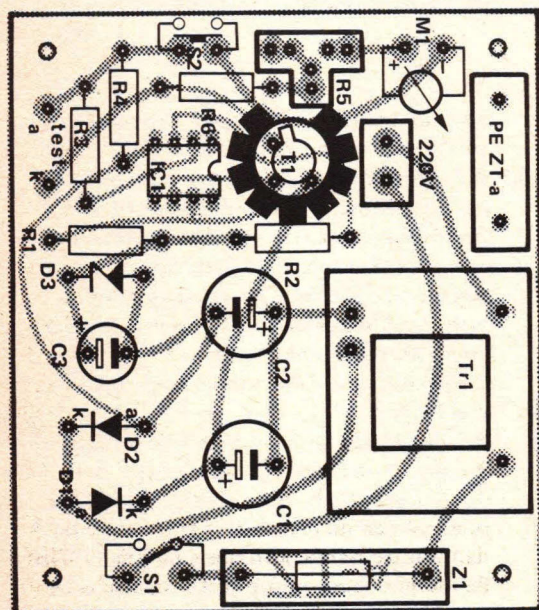 S2
M1
+
−
R5
R4
test
a
k
R3
R6
IC1
T1
220V
PE ZT-a
R1
D3
R2
+
C3
+
C2
Tr1
k
a
D2
D1
a
k
+
C1
S1
Z1